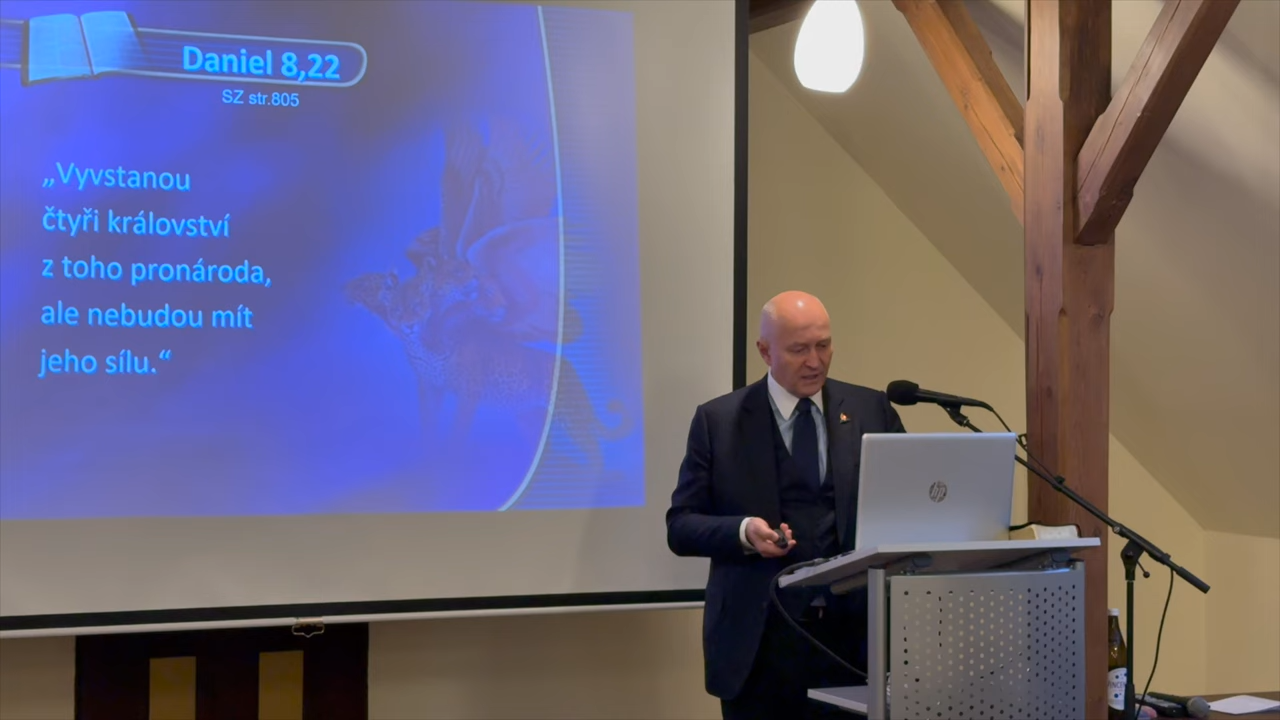 Daniel 8,22
SZ str.805
„Vyvstanou
čtyři království
z toho pronároda,
ale nebudou mít
jeho sílu.“
hp